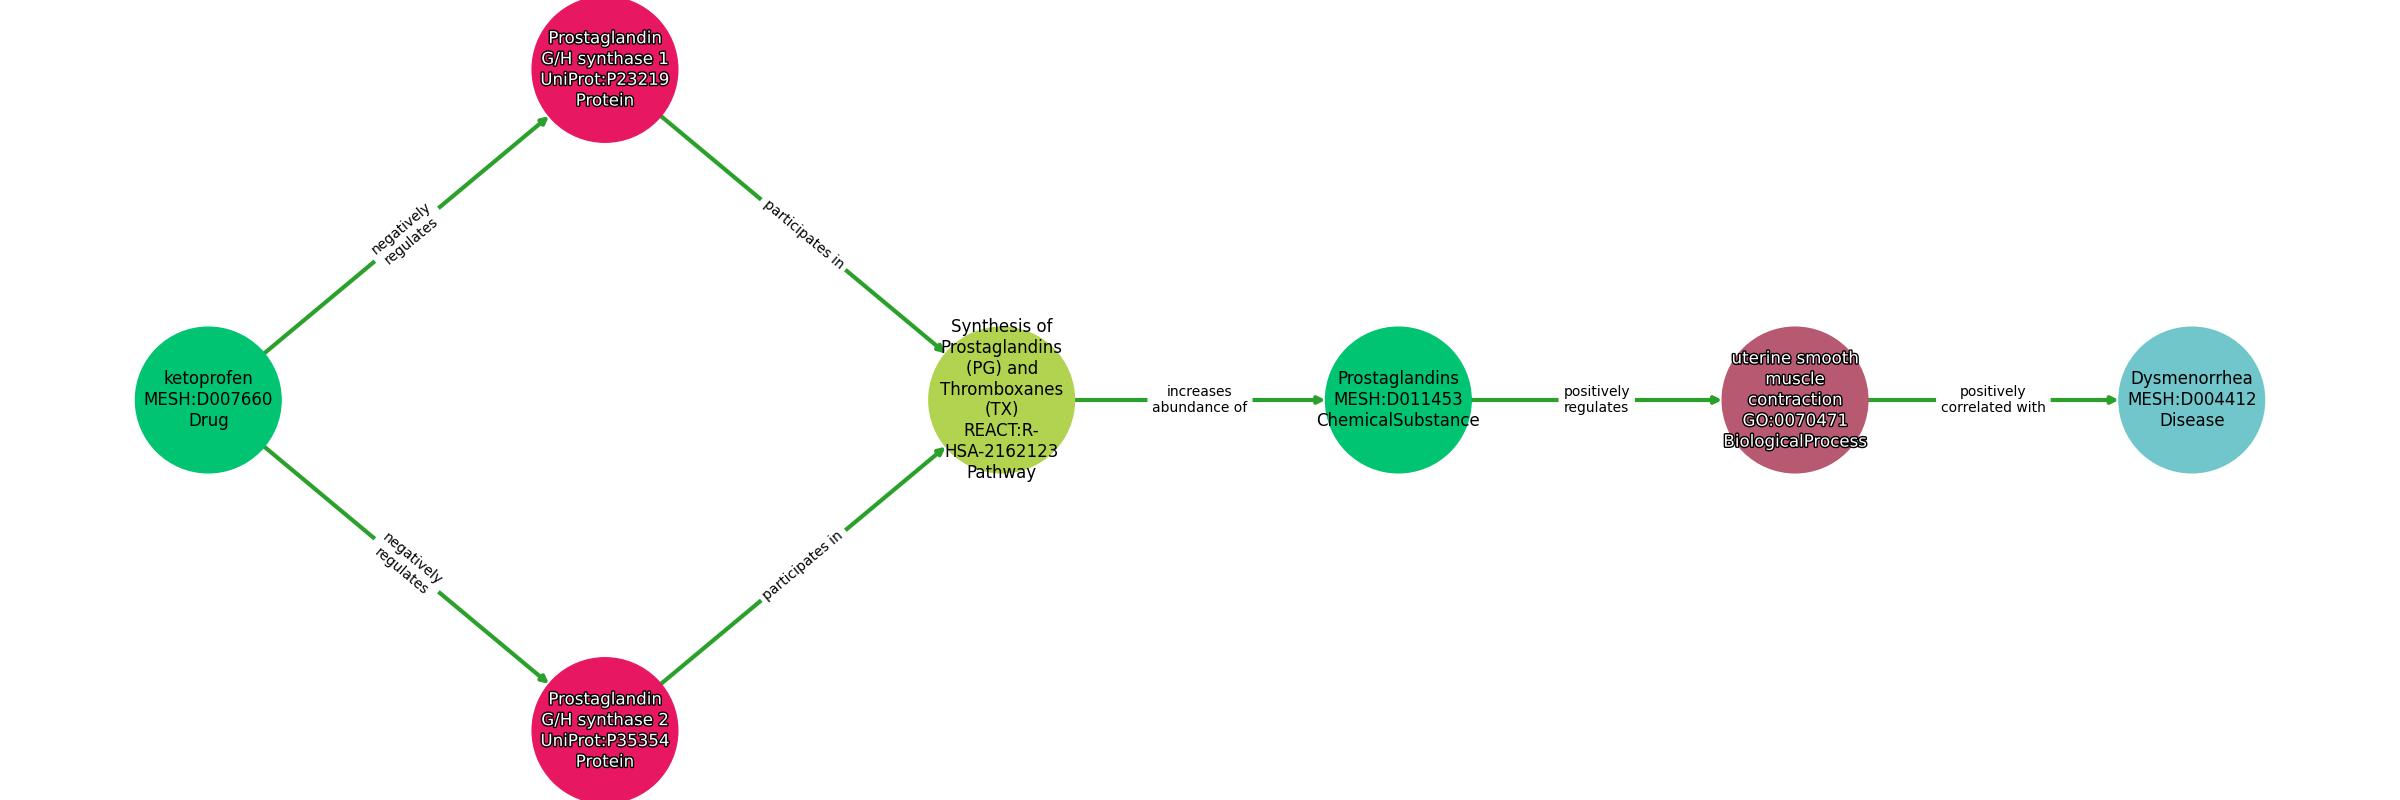 Prostaglandin
G/H synthase 1
UniProt:P23219
Protein
negatively
regulates
participates in
ketoprofen
MESH:D007660
Drug
Synthesis of
Prostaglandins
(PG) and
Thromboxanes
(TX)
REACT:R-
HSA-2162123
Pathway
increases
abundance of
Prostaglandins
MESH:D011453
ChemicalSubstance
positively
regulates
uterine smooth
muscle
contraction
GO:0070471
BiologicalProcess
positively
correlated with
Dysmenorrhea
MESH:D004412
Disease
negatively
regulates
participates in
Prostaglandin
G/H synthase 2
UniProt:P35354
Protein